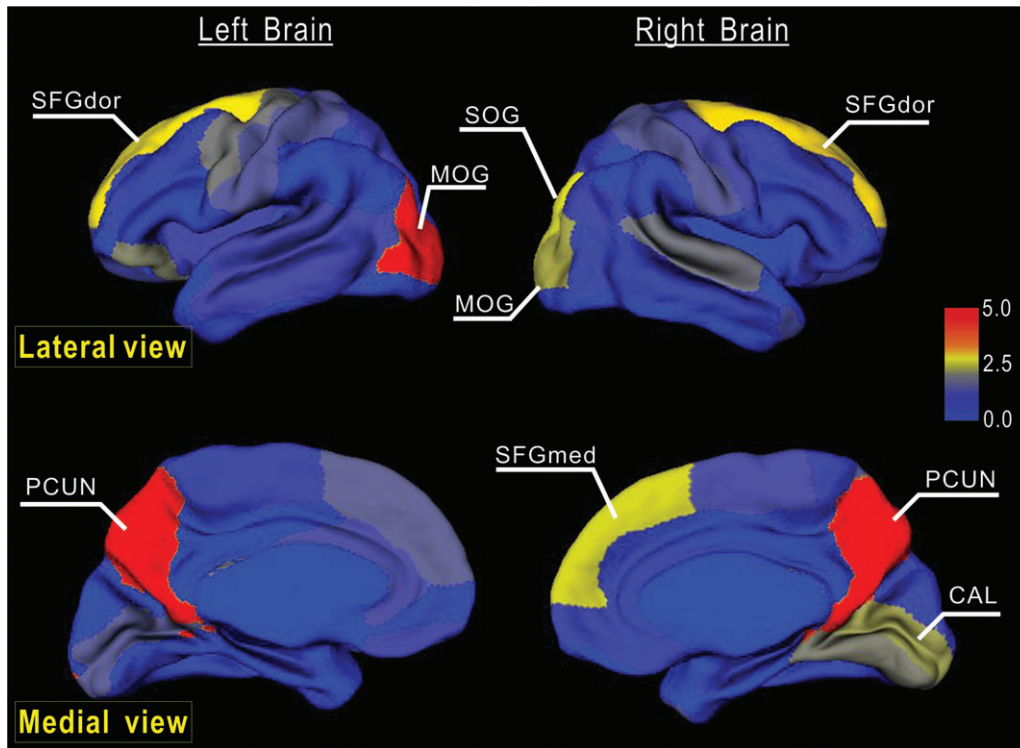 Left Brain
Right Brain
SFGdor
SOG
SFGdor
MOG
MOG
Lateral view
5.0
2.5
0.0
SFGmed
PCUN
PCUN
CAL
Medial view